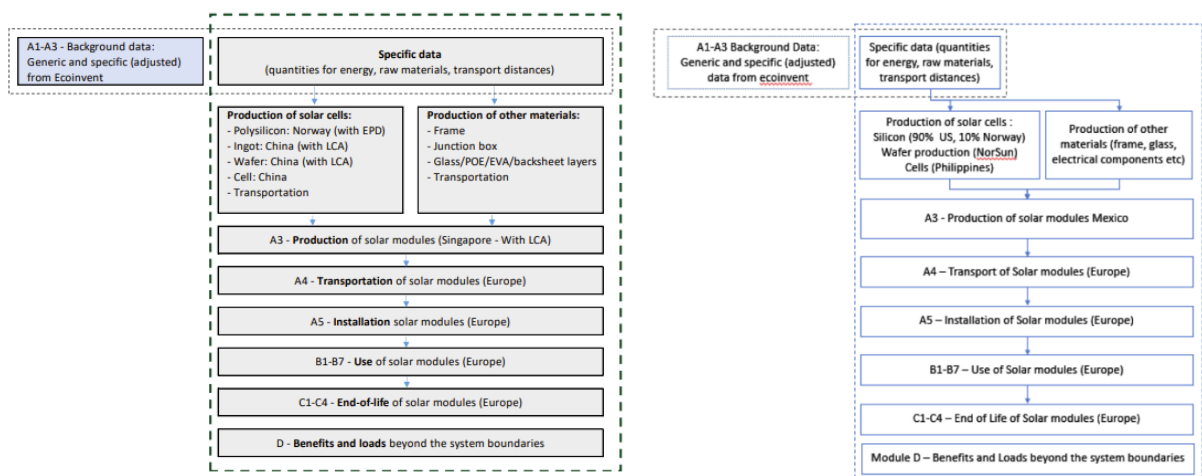 A1-A3 - Background data:
Generic and specific (adjusted)
from Ecoinvent
Specific data
(quantities for energy, raw materials, transport distances)
Production of solar cells:
- Polysilicon: Norway (with EPD)
- Ingot: China (with LCA)
- Wafer: China (with LCA)
- Cell: China
- Transportation
Production of other materials:
- Frame
- Junction box
- Glass/POE/EVA/backsheet layers
- Transportation
A3 - Production of solar modules (Singapore - With LCA)
A4 - Transportation of solar modules (Europe)
A5 - Installation solar modules (Europe)
B1-B7 - Use of solar modules (Europe)
C1-C4 - End-of-life of solar modules (Europe)
D - Benefits and loads beyond the system boundaries
A1-A3 Background Data:
Generic and specific (adjusted)
data from ecoinvent
Specific data (quantities
for energy, raw materials,
transport distances)
Production of solar cells :
Silicon (90% US, 10% Norway)
Wafer production (NorSun)
Cells (Philippines)
Production of other
materials (frame, glass,
electrical components etc)
A3 - Production of solar modules Mexico
A4 – Transport of Solar modules (Europe)
A5 – Installation of Solar modules (Europe)
B1-B7 – Use of Solar modules (Europe)
C1-C4 – End of Life of Solar modules (Europe)
Module D – Benefits and Loads beyond the system boundaries